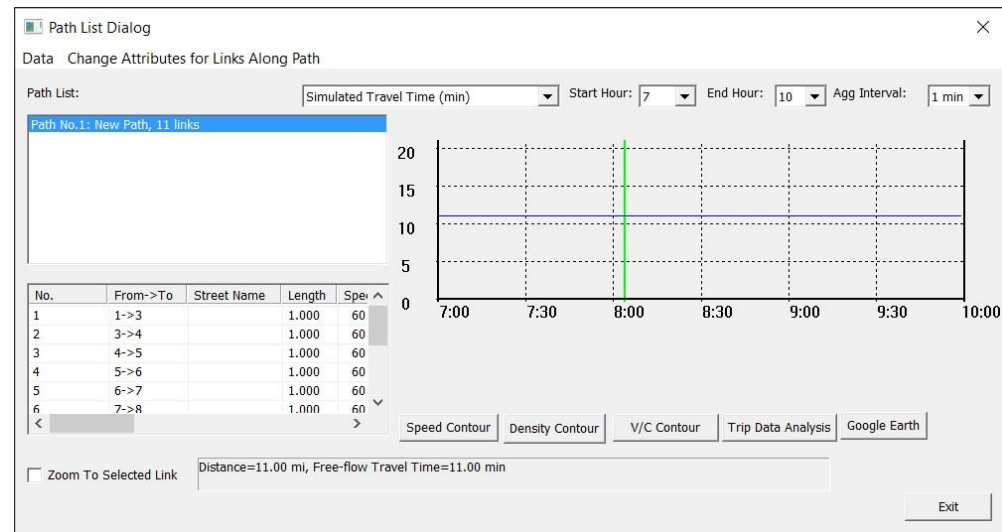 Path List Dialog
Data Change Attributes for Links Along Path
Path List: Simulated Travel Time (min) Start Hour: 7 End Hour: 10 Agg Interval: 1 min
Path No.1: New Path, 11 links
20
15
10
5
0
7:00 7:30 8:00 8:30 9:00 9:30 10:00
No. From->To Street Name Length
1 1->3 1.000 60
2 3->4 1.000 60
3 4->5 1.000 60
4 5->6 1.000 60
5 6->7 1.000 60
6 7->8 1.000 60
Speed Contour Density Contour V/C Contour Trip Data Analysis Google Earth
Zoom To Selected Link Distance=11.00 mi, Free-flow Travel Time=11.00 min
Exit